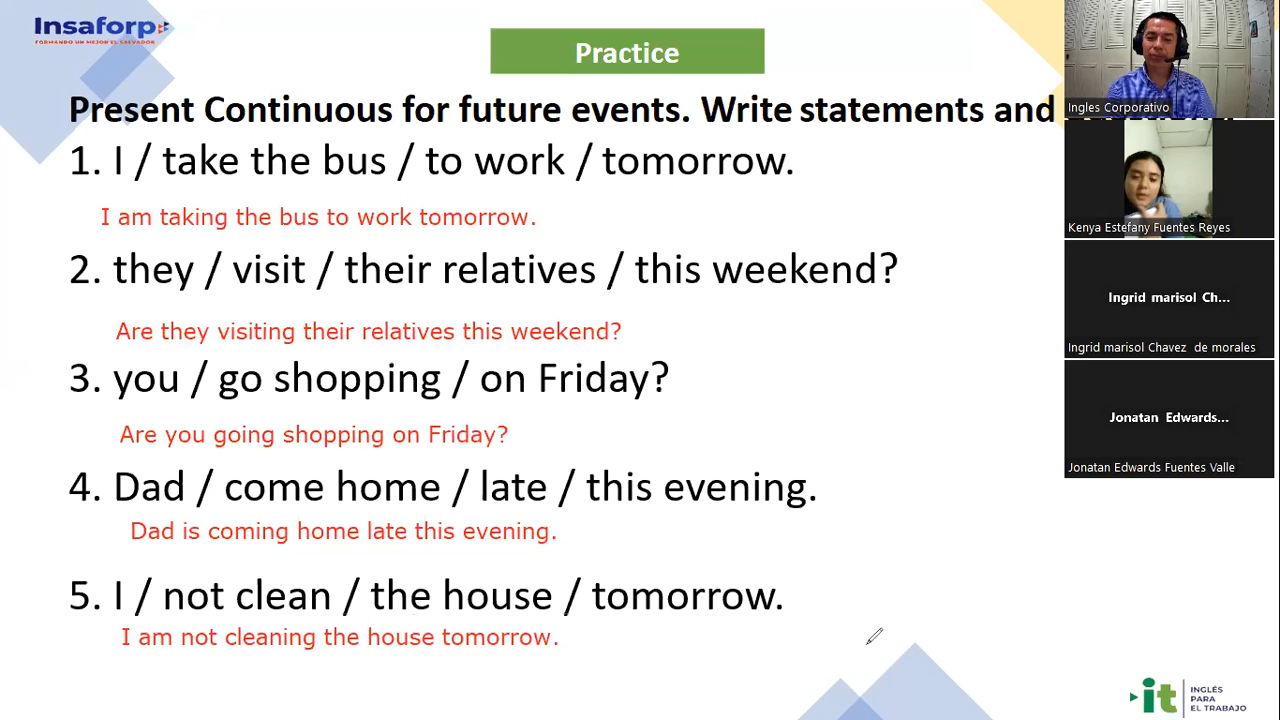 Insaforp
FORMANDO UN MEJOR EL SALVADOR
Practice
Present Continuous for future events. Write statements and
1. I / take the bus / to work / tomorrow.
I am taking the bus to work tomorrow.
2. they / visit / their relatives / this weekend?
Are they visiting their relatives this weekend?
3. you / go shopping / on Friday?
Are you going shopping on Friday?
4. Dad / come home / late / this evening.
Dad is coming home late this evening.
5. I / not clean / the house / tomorrow.
I am not cleaning the house tomorrow.
Ingles Corporativo
Kenya Estefany Fuentes Reyes
Ingrid marisol Ch...
Ingrid marisol Chavez de morales
Jonatan Edwards...
Jonatan Edwards Fuentes Valle
it
INGLÉS
PARA
EL TRABAJO